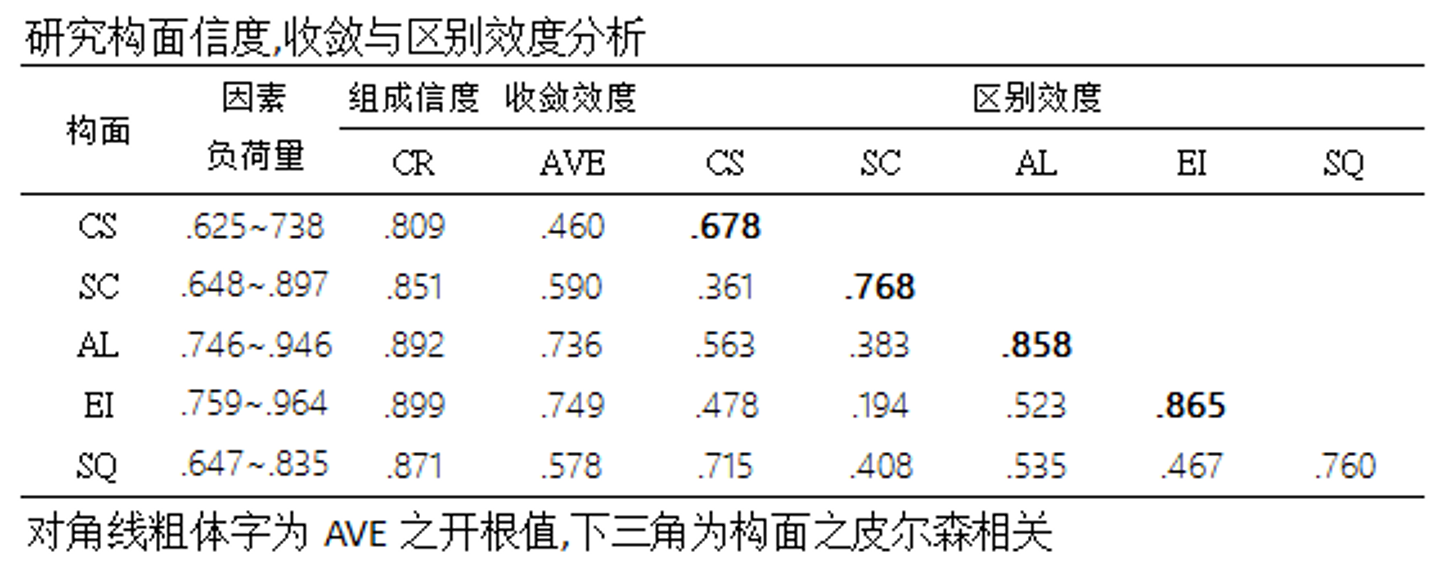 研究构面信度,收敛与区别效度分析
构面 因素负荷量 组成信度 收敛效度 区别效度
CR AVE CS SC AL EI SQ
CS .625~738 .809 .460 .678
SC .648~.897 .851 .590 .361 .768
AL .746~.946 .892 .736 .563 .383 .858
EI .759~.964 .899 .749 .478 .194 .523 .865
SQ .647~.835 .871 .578 .715 .408 .535 .467 .760
对角线粗体字为 AVE 之开根值,下三角为构面之皮尔森相关